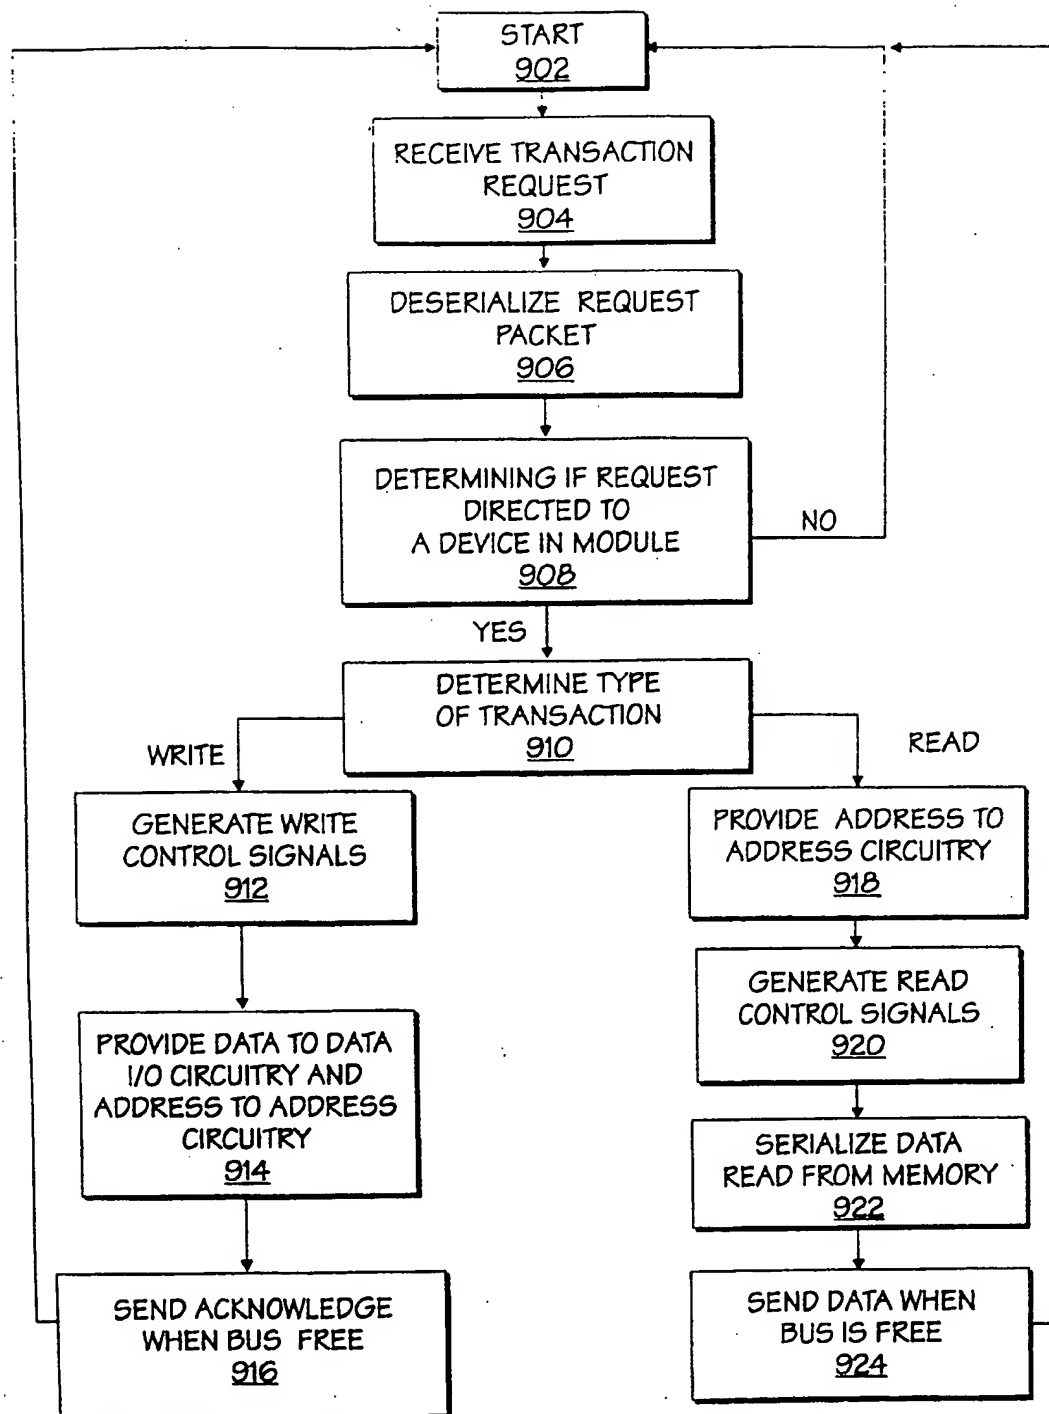 START
902
RECEIVE TRANSACTION
REQUEST
904
DESERIALIZE REQUEST
PACKET
906
DETERMINING IF REQUEST
DIRECTED TO
A DEVICE IN MODULE
908
NO
YES
DETERMINE TYPE
OF TRANSACTION
910
WRITE
READ
GENERATE WRITE
CONTROL SIGNALS
912
PROVIDE DATA TO DATA
I/O CIRCUITRY AND
ADDRESS TO ADDRESS
CIRCUITRY
914
SEND ACKNOWLEDGE
WHEN BUS FREE
916
PROVIDE ADDRESS TO
ADDRESS CIRCUITRY
918
GENERATE READ
CONTROL SIGNALS
920
SERIALIZE DATA
READ FROM MEMORY
922
SEND DATA WHEN
BUS IS FREE
924